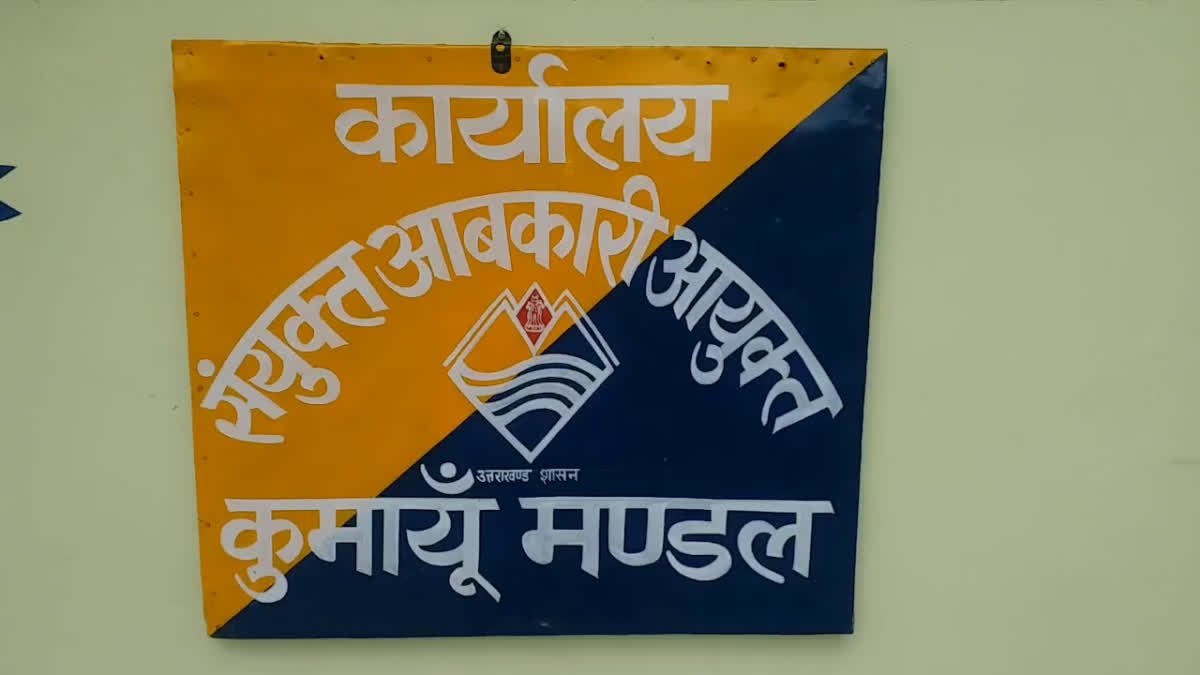 कार्यालय
संयुक्त आबकारी आयुक्त
उत्तराखण्ड शासन
कुमायूँ मण्डल